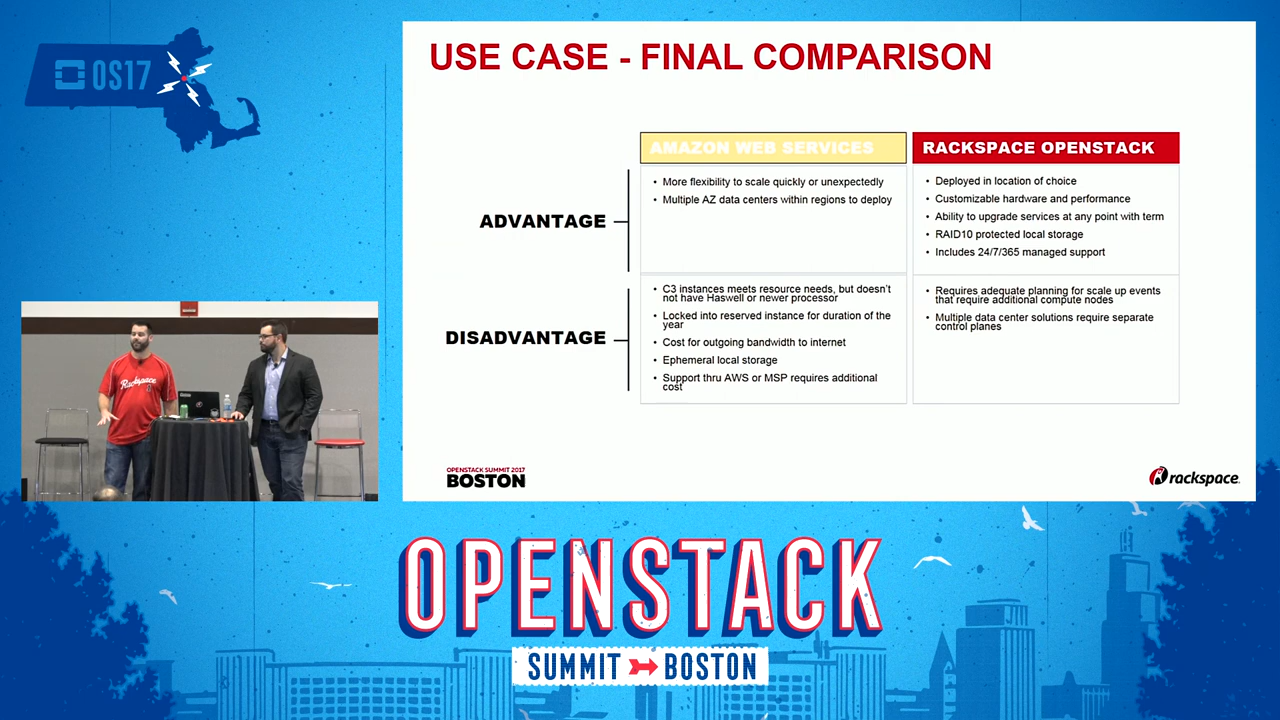 OS17
USE CASE - FINAL COMPARISON
AMAZON WEB SERVICES
RACKSPACE OPENSTACK
ADVANTAGE
• More flexibility to scale quickly or unexpectedly
• Multiple AZ data centers within regions to deploy
• Deployed in location of choice
• Customizable hardware and performance
• Ability to upgrade services at any point with term
• RAID10 protected local storage
• Includes 24/7/365 managed support
DISADVANTAGE
• C3 instances meets resource needs, but doesn't
not have Haswell or newer processor
• Locked into reserved instance for duration of the
year
• Cost for outgoing bandwidth to internet
• Ephemeral local storage
• Support thru AWS or MSP requires additional
cost
• Requires adequate planning for scale up events
that require additional compute nodes
• Multiple data center solutions require separate
control planes
OPENSTACK SUMMIT 2017
BOSTON
rackspace
Rackspace
OPENSTACK
SUMMIT BOSTON